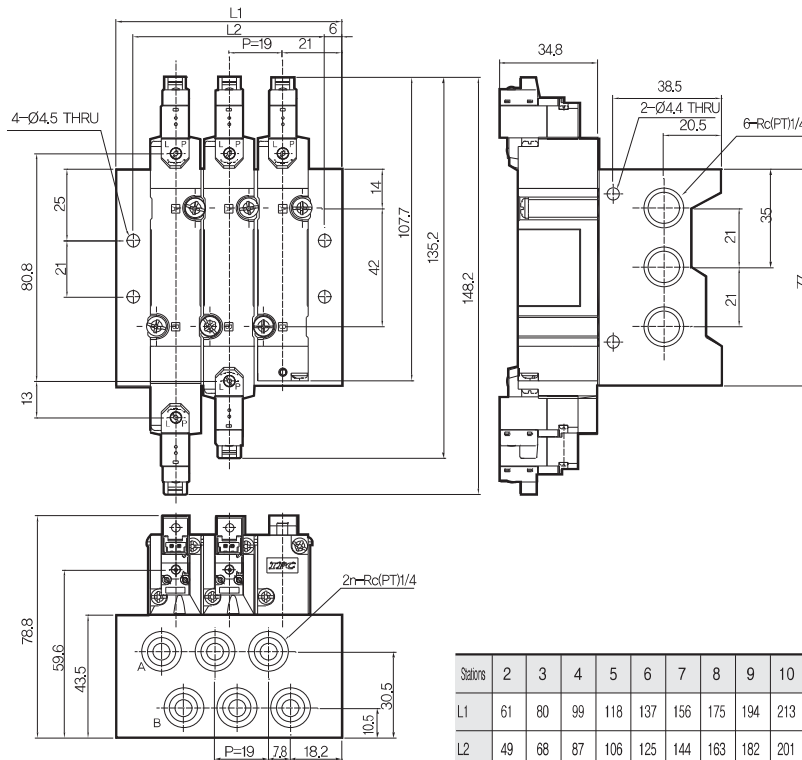 L1
L2
6
P=19
21
4-Ø4.5 THRU
L P
L P
L P
25
21
80.8
13
14
42
107.7
135.2
148.2
L P
L P
34.8
38.5
2-Ø4.4 THRU
20.5
6-Rc(PT)1/4
35
21
21
77
TPC
2n-Rc(PT)1/4
A
B
78.8
59.6
43.5
30.5
10.5
P=19
7.8
18.2
Stations 2 3 4 5 6 7 8 9 10
L1 61 80 99 118 137 156 175 194 213
L2 49 68 87 106 125 144 163 182 201